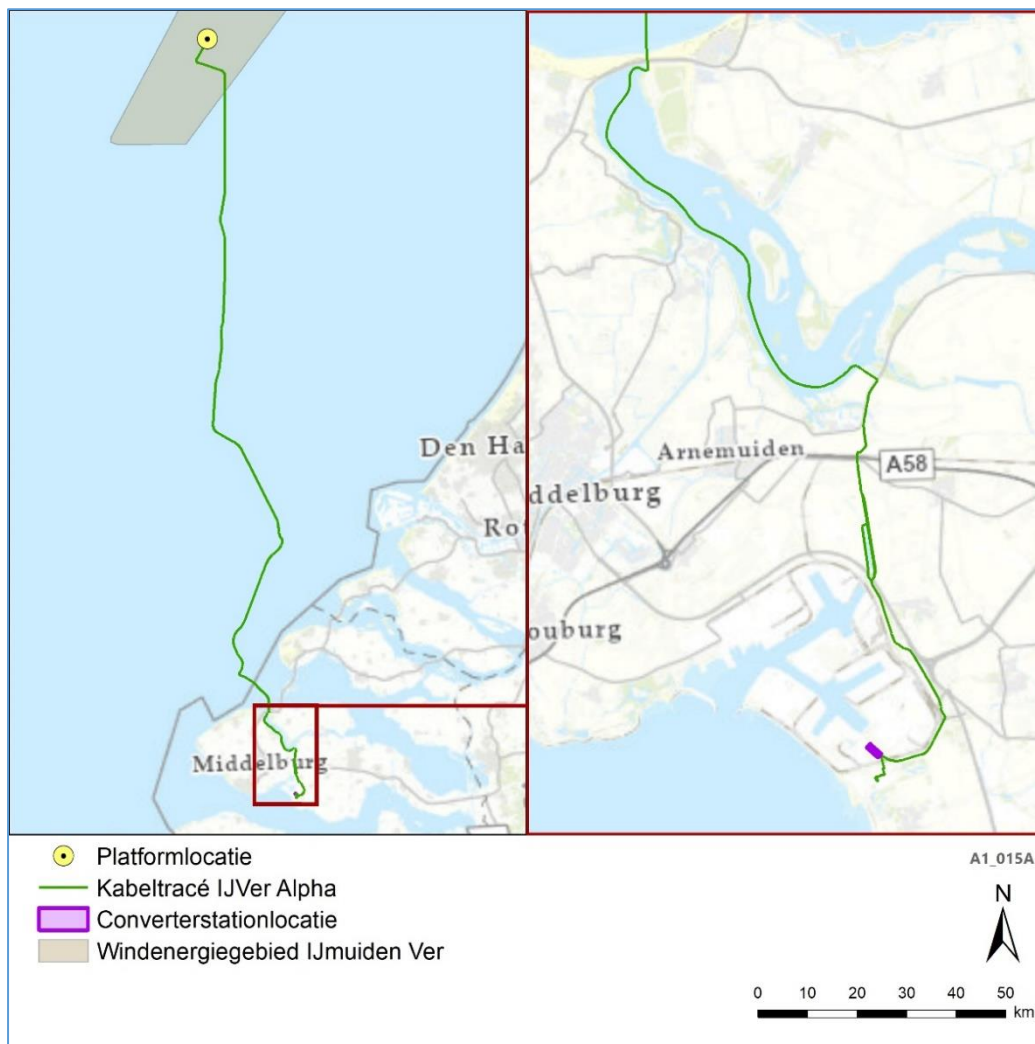 Den Ha
Rot
Middelburg
Arnemuiden
A58
ddelburg
ouburg
Platformlocatie
Kabeltracé IJVer Alpha
Converterstationlocatie
Windenergiegebied IJmuiden Ver
A1_015A
N
0 10 20 30 40 50
km